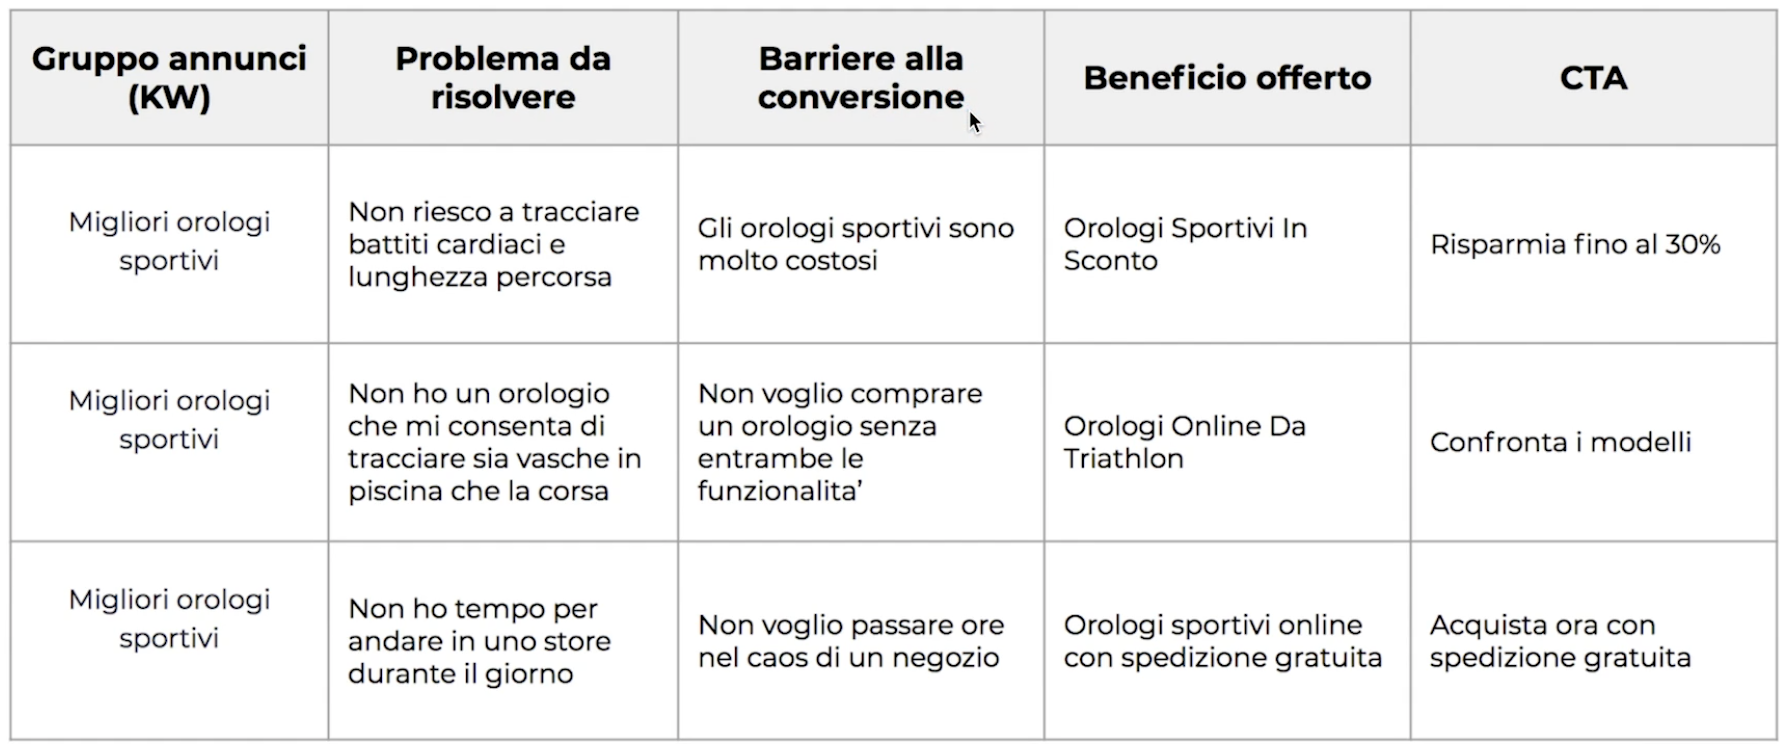 Gruppo annunci
(KW)
Problema da
risolvere
Barriere alla
conversione
Beneficio offerto
CTA
Migliori orologi
sportivi
Non riesco a tracciare
battiti cardiaci e
lunghezza percorsa
Gli orologi sportivi sono
molto costosi
Orologi Sportivi In
Sconto
Risparmia fino al 30%
Migliori orologi
sportivi
Non ho un orologio
che mi consenta di
tracciare sia vasche in
piscina che la corsa
Non voglio comprare
un orologio senza
entrambe le
funzionalita’
Orologi Online Da
Triathlon
Confronta i modelli
Migliori orologi
sportivi
Non ho tempo per
andare in uno store
durante il giorno
Non voglio passare ore
nel caos di un negozio
Orologi sportivi online
con spedizione gratuita
Acquista ora con
spedizione gratuita